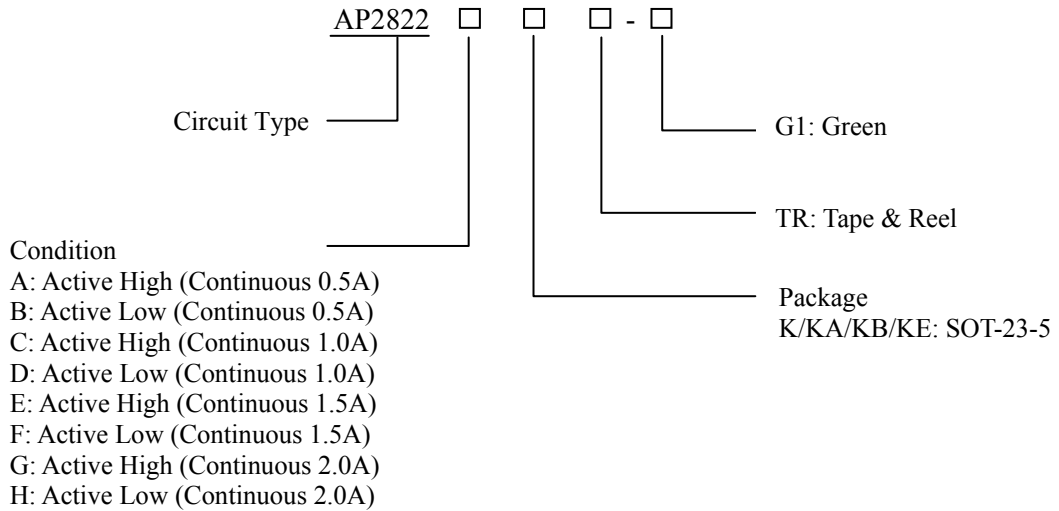 AP2822 □ □ □ - □
Circuit Type
G1: Green
TR: Tape & Reel
Package
K/KA/KB/KE: SOT-23-5
Condition
A: Active High (Continuous 0.5A)
B: Active Low (Continuous 0.5A)
C: Active High (Continuous 1.0A)
D: Active Low (Continuous 1.0A)
E: Active High (Continuous 1.5A)
F: Active Low (Continuous 1.5A)
G: Active High (Continuous 2.0A)
H: Active Low (Continuous 2.0A)